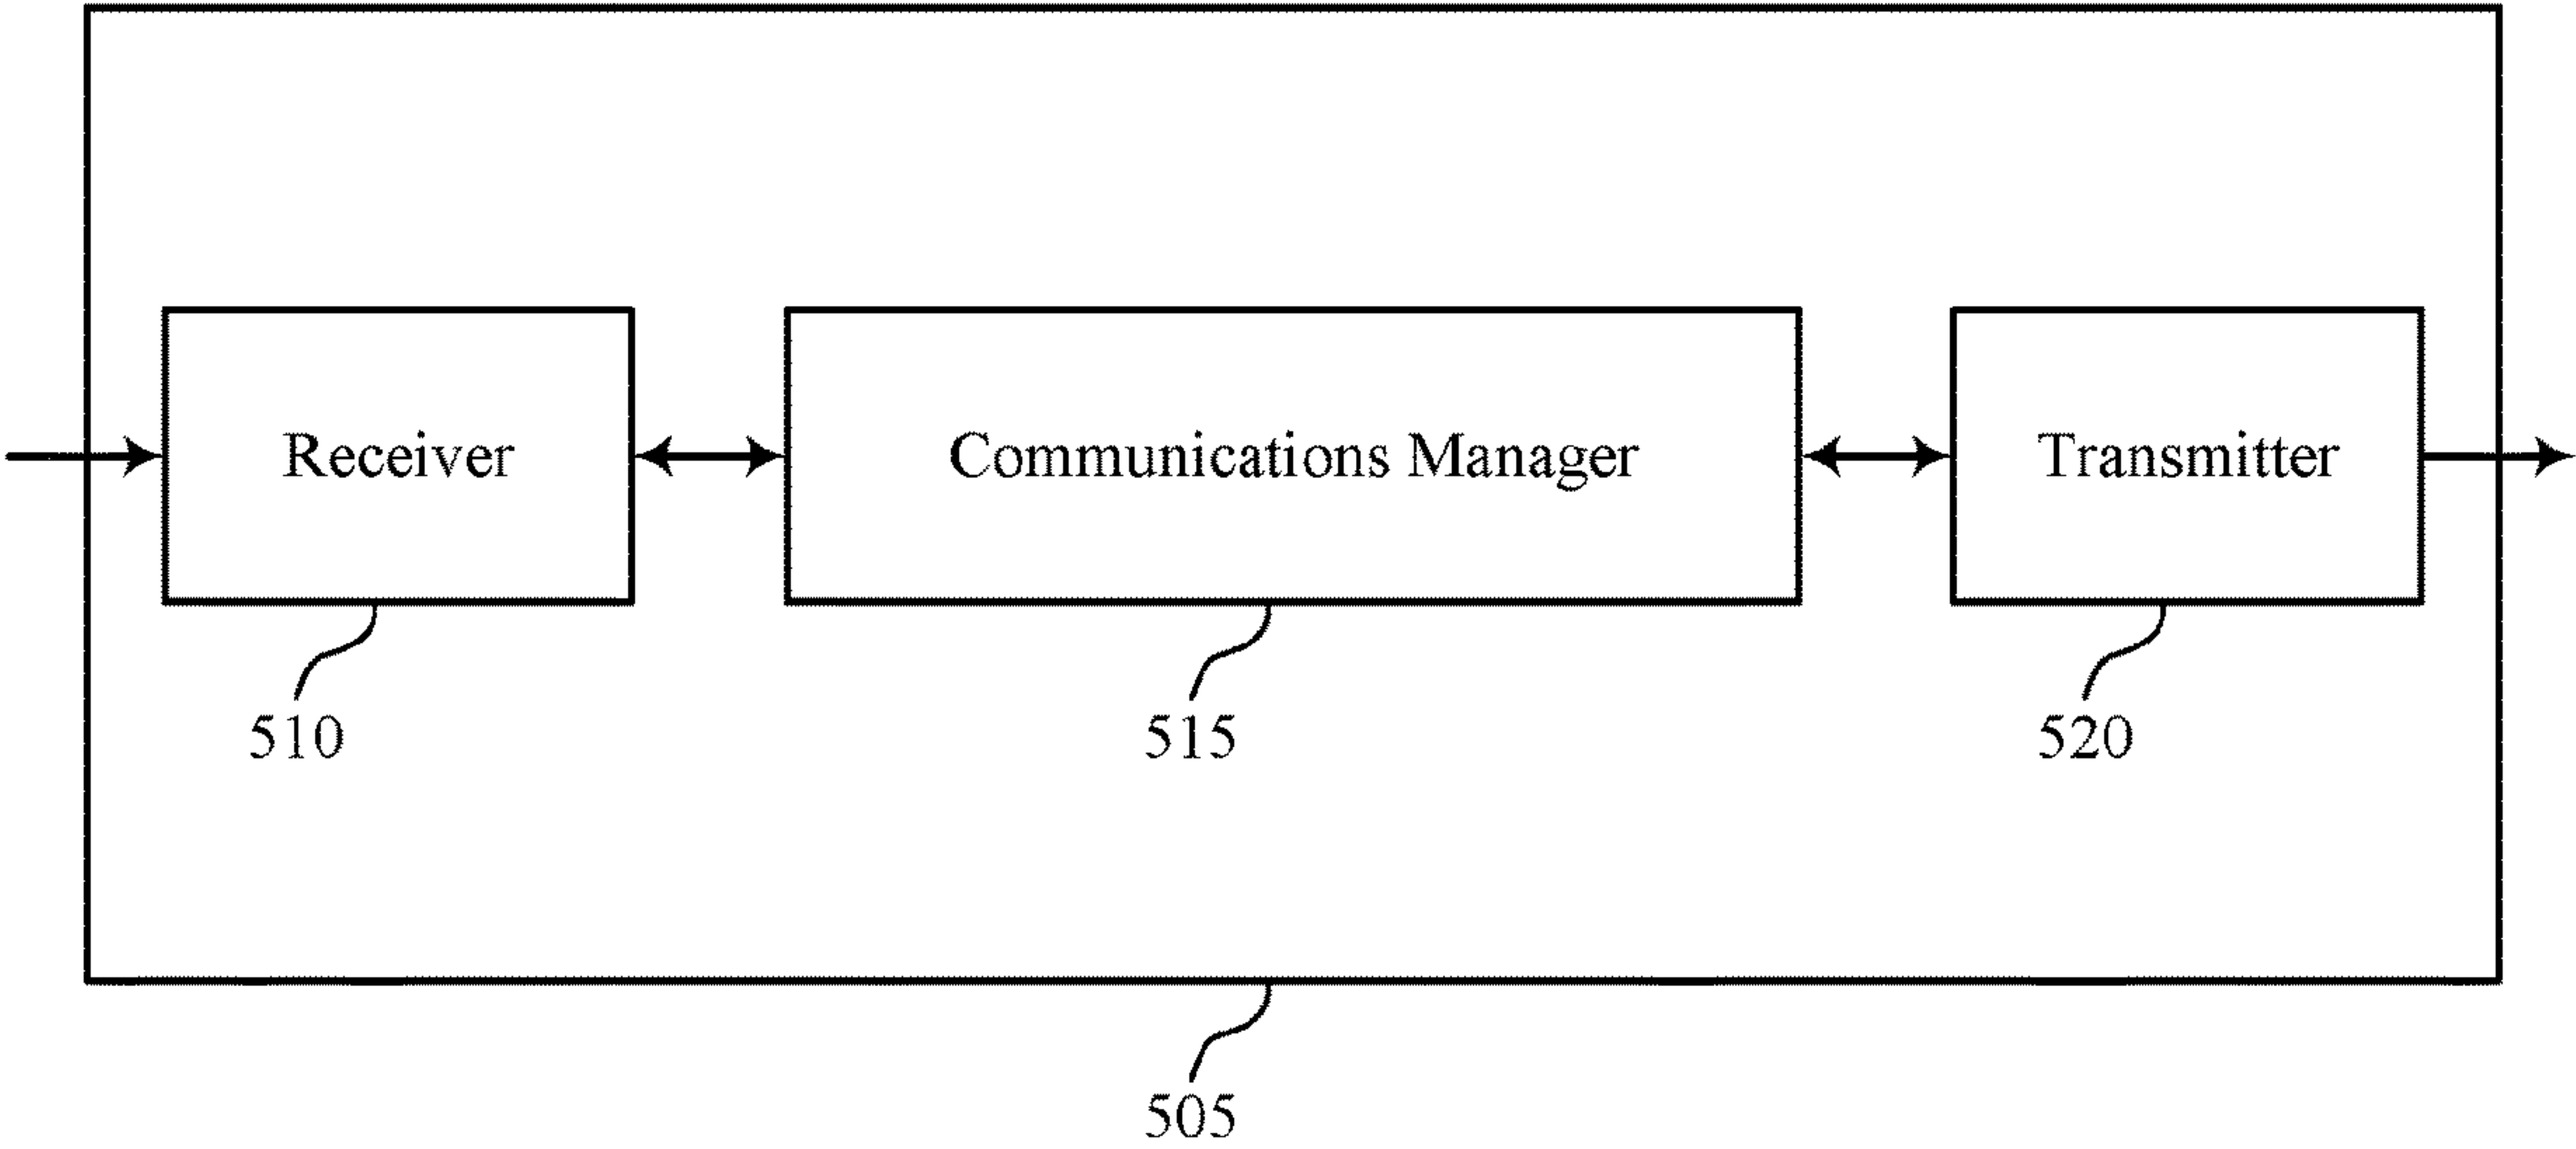 Receiver
Communications Manager
Transmitter
510
515
520
505